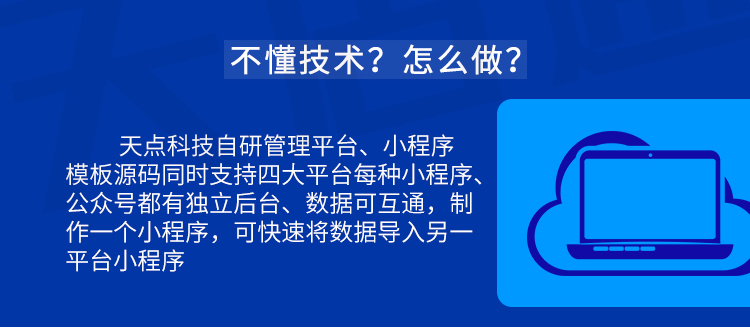 不懂技术？怎么做？
天点科技自研管理平台、小程序
模板源码同时支持四大平台每种小程序、
公众号都有独立后台、数据可互通，制
作一个小程序，可快速将数据导入另一
平台小程序